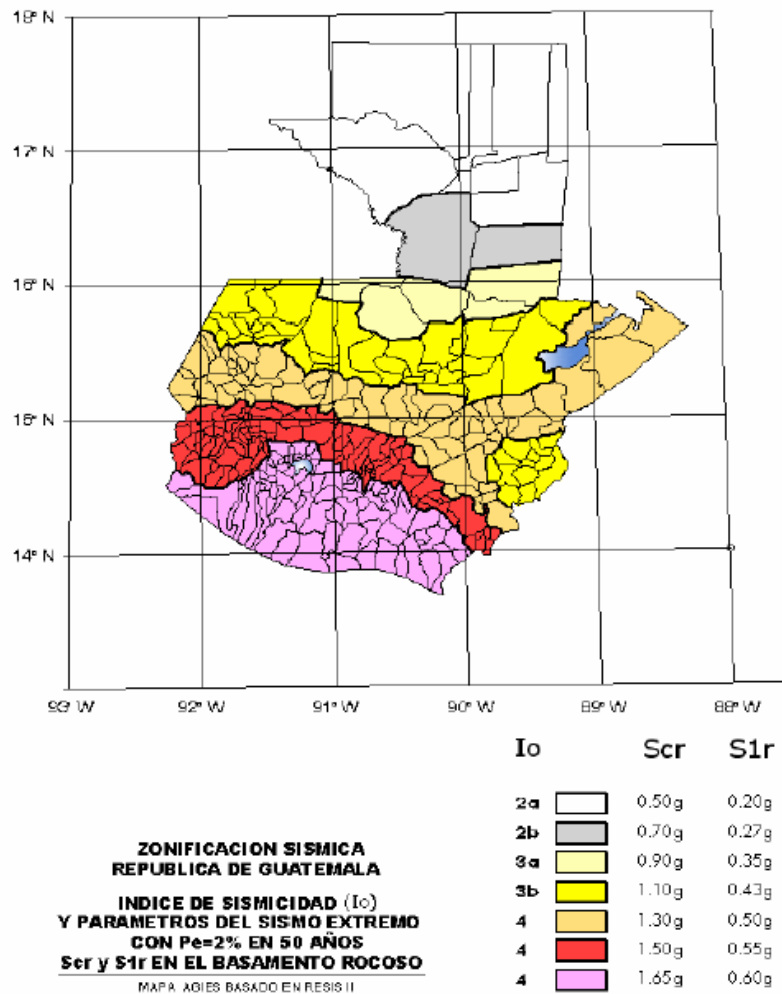 18° N
17° N
16° N
15° N
14° N
93° W 92° W 91° W 90° W 89° W 88° W
Io Scr S1r
2a 0.50g 0.20g
2b 0.70g 0.27g
3a 0.90g 0.35g
3b 1.10g 0.43g
4 1.30g 0.50g
4 1.50g 0.55g
4 1.65g 0.60g
ZONIFICACION SISMICA
REPUBLICA DE GUATEMALA
INDICE DE SISMICIDAD (Io)
Y PARAMETROS DEL SISMO EXTREMO
CON Pe=2% EN 50 AÑOS
Scr y S1r EN EL BASAMENTO ROCOSO
MAPA AGIES BASADO EN RESIS II